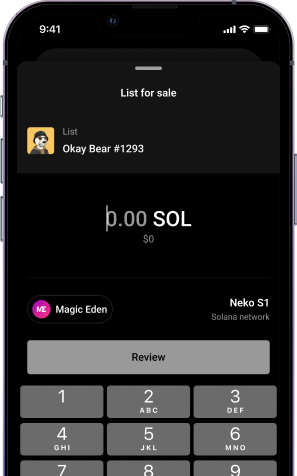 9:41
List for sale
List
Okay Bear #1293
0.00 SOL
$0
ME Magic Eden
Neko S1
Solana network
Review
1 2 3
ABC DEF
4 5 6
GHI JKL MNO
7 8 9